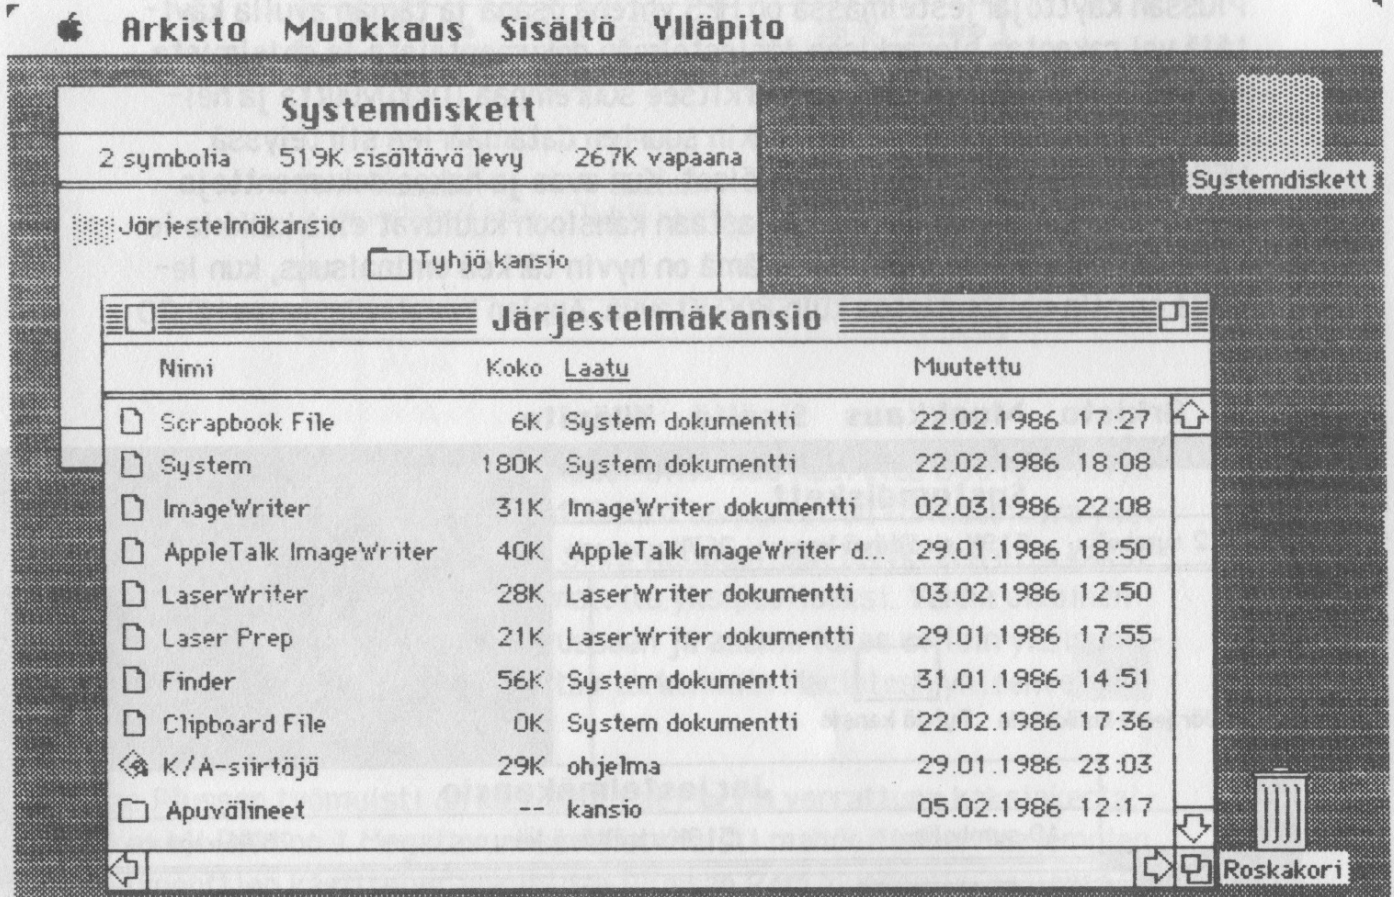 Arkisto Muokkaus Sisältö Ylläpito
Systemdiskett
2 symbolia 519K sisältävä levy 267K vapaana
Systemdiskett
Järjestelmäkansio
Tyhjä kansio
Järjestelmäkansio
Nimi Koko Laatu Muutettu
Scrapbook File 6K System dokumentti 22.02.1986 17:27
System 180K System dokumentti 22.02.1986 18:08
ImageWriter 31K ImageWriter dokumentti 02.03.1986 22:08
AppleTalk ImageWriter 40K AppleTalk ImageWriter d... 29.01.1986 18:50
LaserWriter 28K LaserWriter dokumentti 03.02.1986 12:50
Laser Prep 21K LaserWriter dokumentti 29.01.1986 17:55
Finder 56K System dokumentti 31.01.1986 14:51
Clipboard File 0K System dokumentti 22.02.1986 17:36
K/A-siirtäjä 29K ohjelma 29.01.1986 23:03
Apuvälineet -- kansio 05.02.1986 12:17
Roskakori